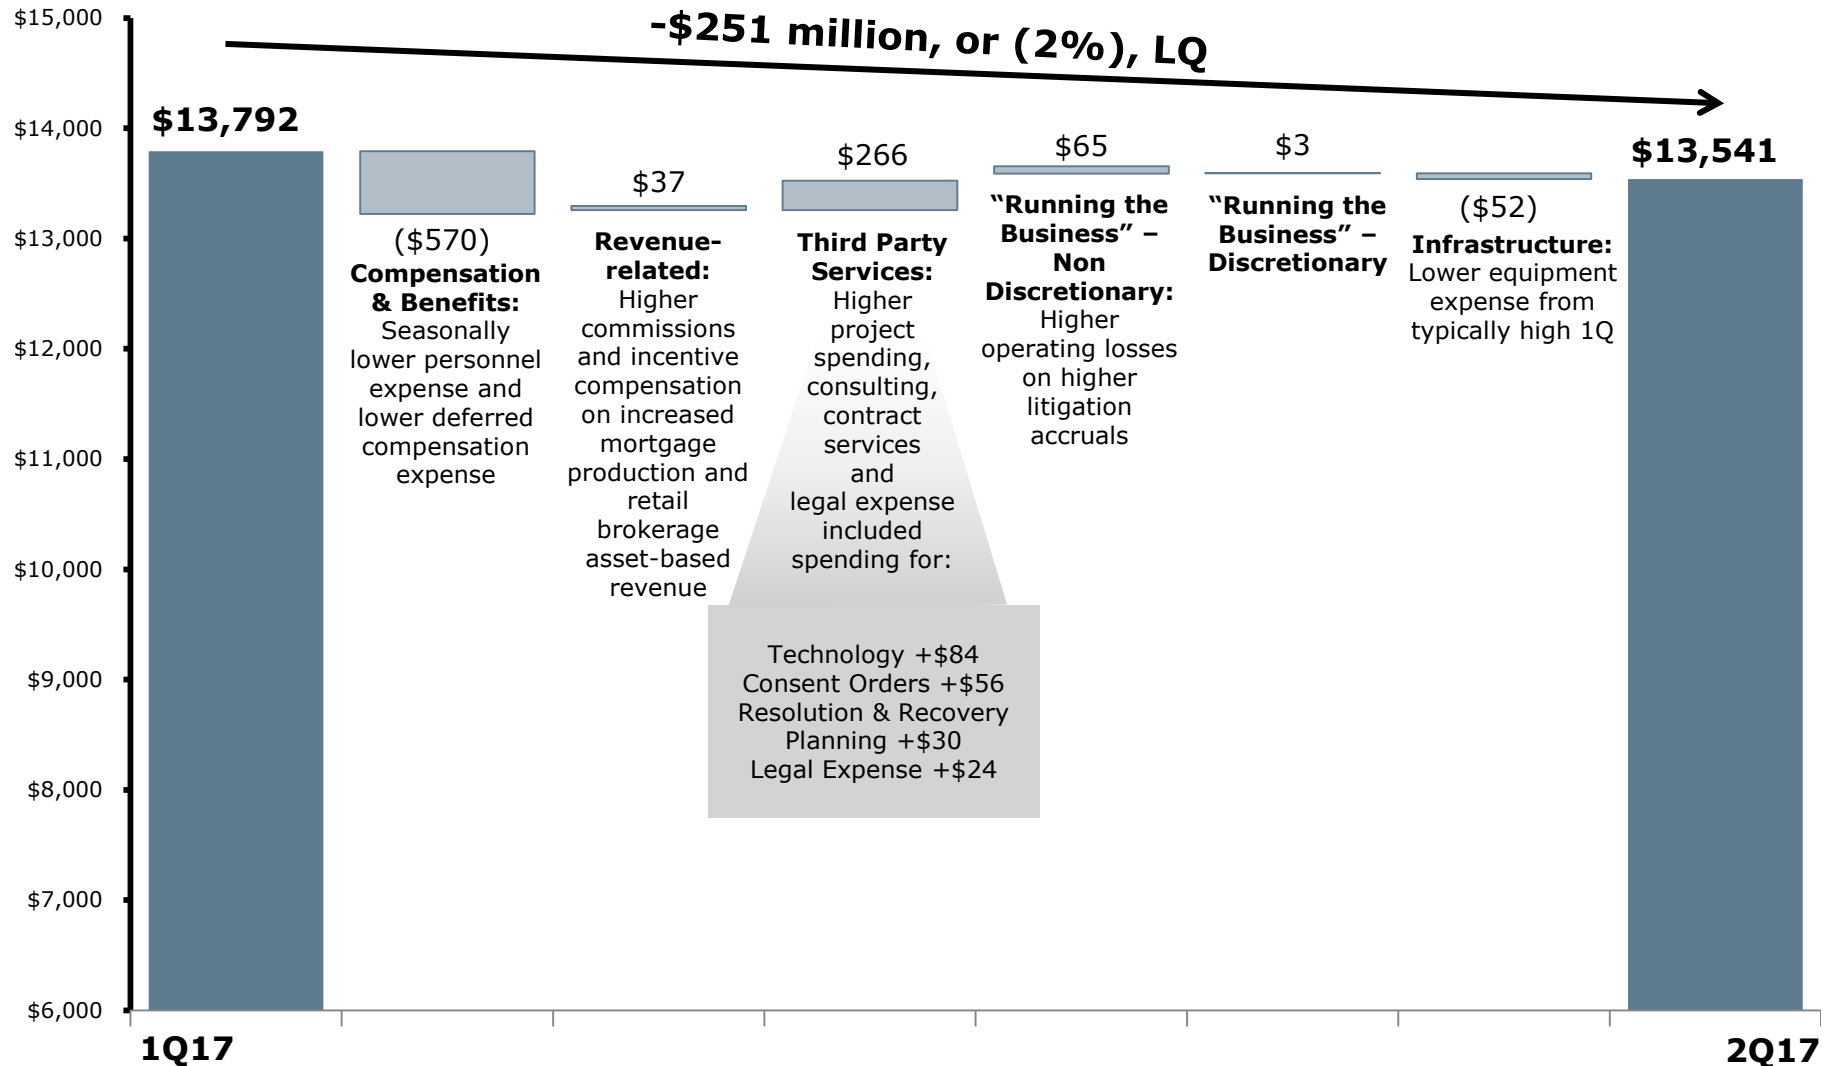 -$251 million, or (2%), LQ
$15,000
$14,000
$13,000
$12,000
$11,000
$10,000
$9,000
$8,000
$7,000
$6,000
$13,792
($570)
Compensation
& Benefits:
Seasonally
lower personnel
expense and
lower deferred
compensation
expense
$37
Revenue-
related:
Higher
commissions
and incentive
compensation
on increased
mortgage
production and
retail
brokerage
asset-based
revenue
$266
Third Party
Services:
Higher
project
spending,
consulting,
contract
services
and
legal expense
included
spending for:
Technology +$84
Consent Orders +$56
Resolution & Recovery
Planning +$30
Legal Expense +$24
$65
“Running the
Business” –
Non
Discretionary:
Higher
operating losses
on higher
litigation
accruals
$3
“Running the
Business” –
Discretionary
($52)
Infrastructure:
Lower equipment
expense from
typically high 1Q
$13,541
1Q17
2Q17